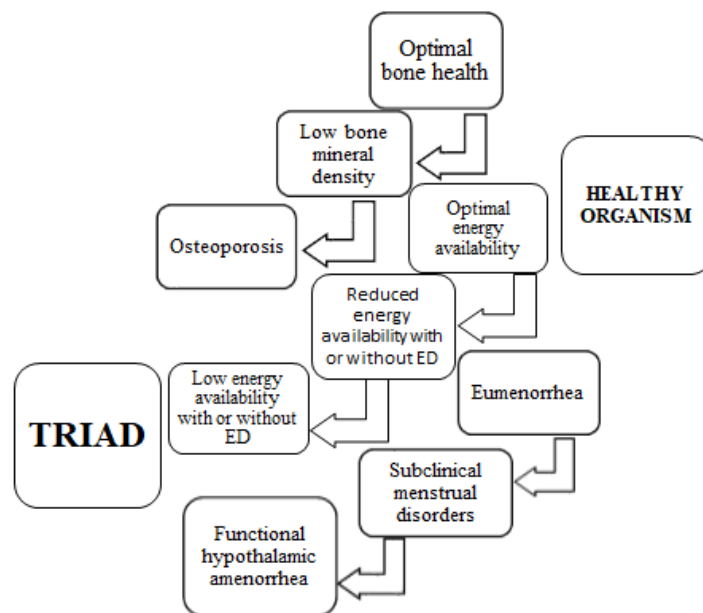 Optimal
bone health
Low bone
mineral
density
HEALTHY
ORGANISM
Optimal
energy
availability
Osteoporosis
Reduced
energy
availability with
or without ED
TRIAD
Low energy
availability
with or without
ED
Eumenorrhea
Subclinical
menstrual
disorders
Functional
hypothalamic
amenorrhea